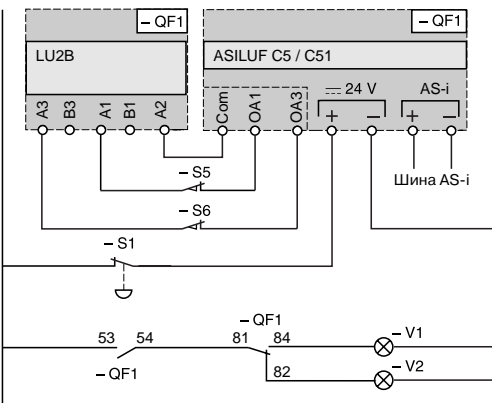 – QF1
– QF1
LU2B
ASILUF C5 / C51
A3
B3
A1
B1
A2
Com
OA1
OA3
24 V
+
–
AS-i
+
–
Шина AS-i
– S5
– S6
– S1
– QF1
53
54
81
84
– V1
– QF1
82
– V2